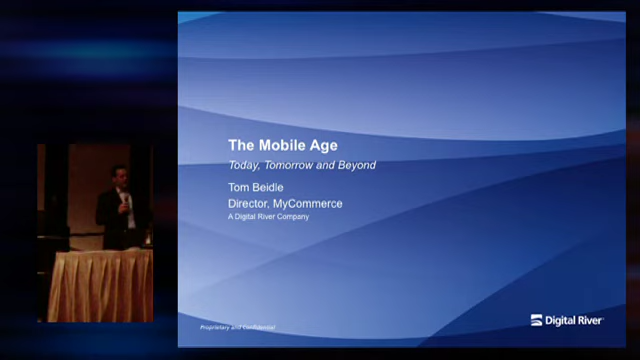 The Mobile Age
Today, Tomorrow and Beyond
Tom Beidle
Director, MyCommerce
A Digital River Company
Proprietary and Confidential
Digital River